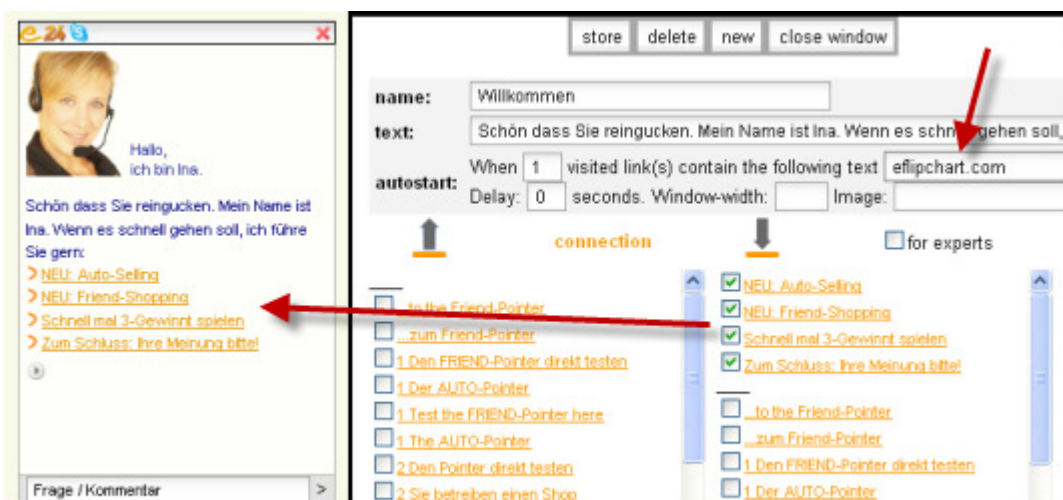 e.24
Hallo,
ich bin Ina.
Schön dass Sie reingucken. Mein Name ist
Ina. Wenn es schnell gehen soll, ich führe
Sie gern:
NEU: Auto-Selling
NEU: Friend-Shopping
Schnell mal 3-Gewinnt spielen
Zum Schluss: Ihre Meinung bitte!
Frage / Kommentar >
store delete new close window
name: Willkommen
text: Schön dass Sie reingucken. Mein Name ist Ina. Wenn es gehen soll,
autostart: When 1 visited link(s) contain the following text eflipchart.com
Delay: 0 seconds. Window-width: Image:
connection for experts
...to the Friend-Pointer
...zum Friend-Pointer
1 Den FRIEND-Pointer direkt testen
1 Der AUTO-Pointer
1 Test the FRIEND-Pointer here
1 The AUTO-Pointer
2 Den Pointer direkt testen
2 Sie betreiben einen Shop
NEU: Auto-Selling
NEU: Friend-Shopping
Schnell mal 3-Gewinnt spielen
Zum Schluss: Ihre Meinung bitte!
...to the Friend-Pointer
...zum Friend-Pointer
1 Den FRIEND-Pointer direkt testen
1 Der AUTO-Pointer